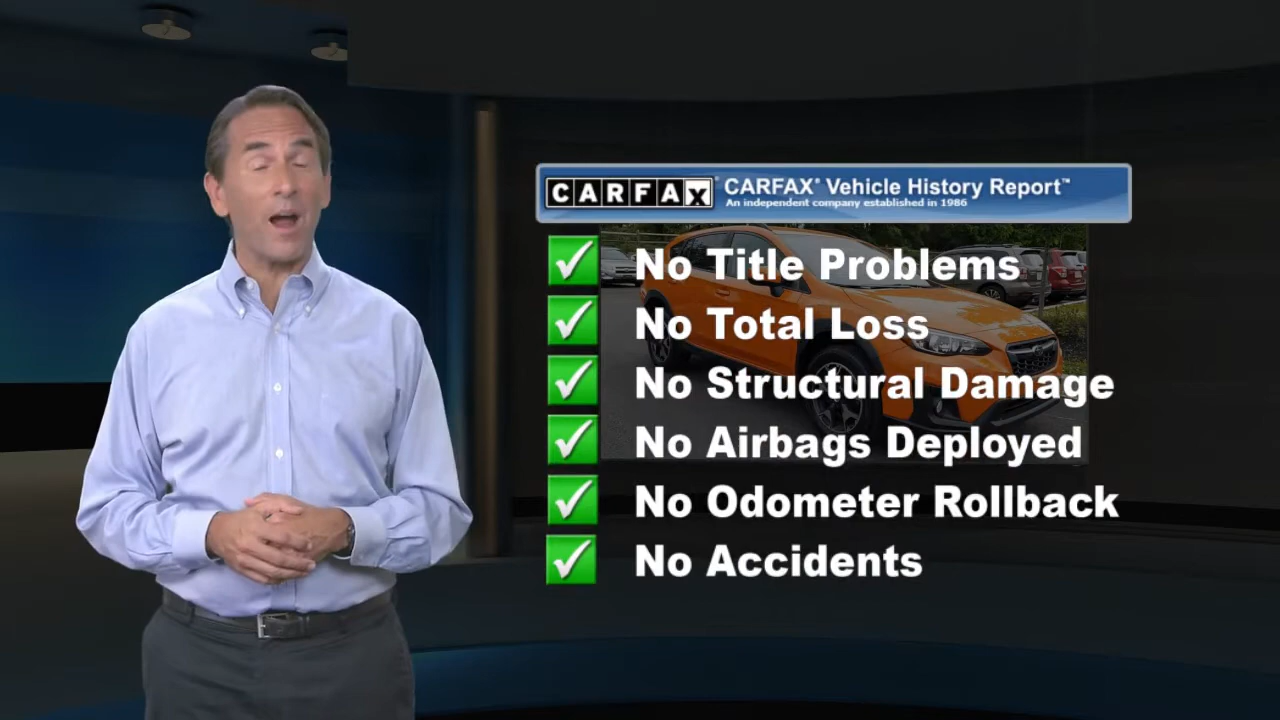 CARFAX
CARFAX® Vehicle History Report™
An independent company established in 1986
No Title Problems
No Total Loss
No Structural Damage
No Airbags Deployed
No Odometer Rollback
No Accidents